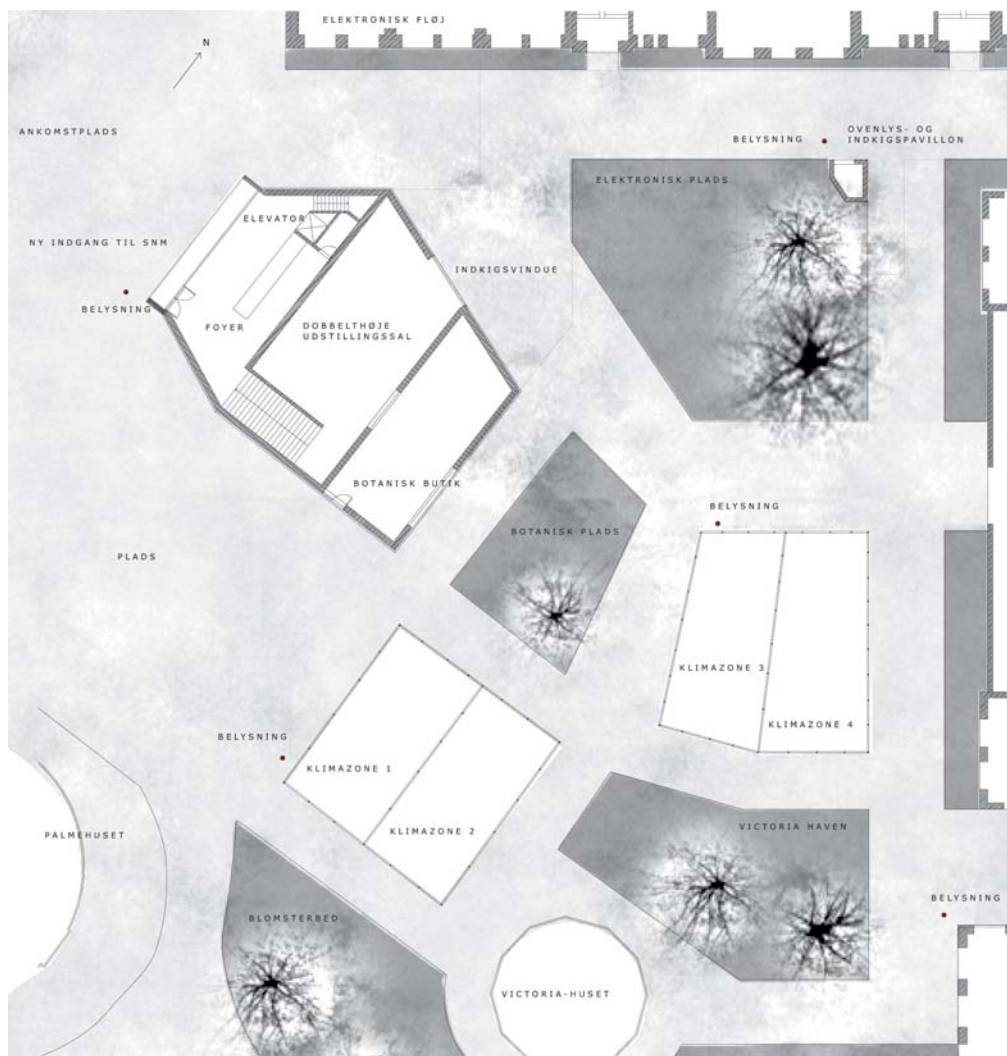 ELEKTRONISK FLØJ
N
ANKOMSTPLADS
BELYSNING
OVENLYS- OG
INDKIGSPAVILLON
ELEKTRONISK PLADS
ELEVATOR
NY INDGANG TIL SNM
INDKIGSVINDUE
BELYSNING
FOYER
DOBBELTHØJE
UDSTILLINGSSAL
BOTANISK BUTIK
BELYSNING
BOTANISK PLADS
PLADS
KLIMAZONE 3
KLIMAZONE 4
BELYSNING
KLIMAZONE 1
PALMEHUSET
KLIMAZONE 2
VICTORIA HAVEN
BELYSNING
BLOMSTERBED
VICTORIA-HUSET